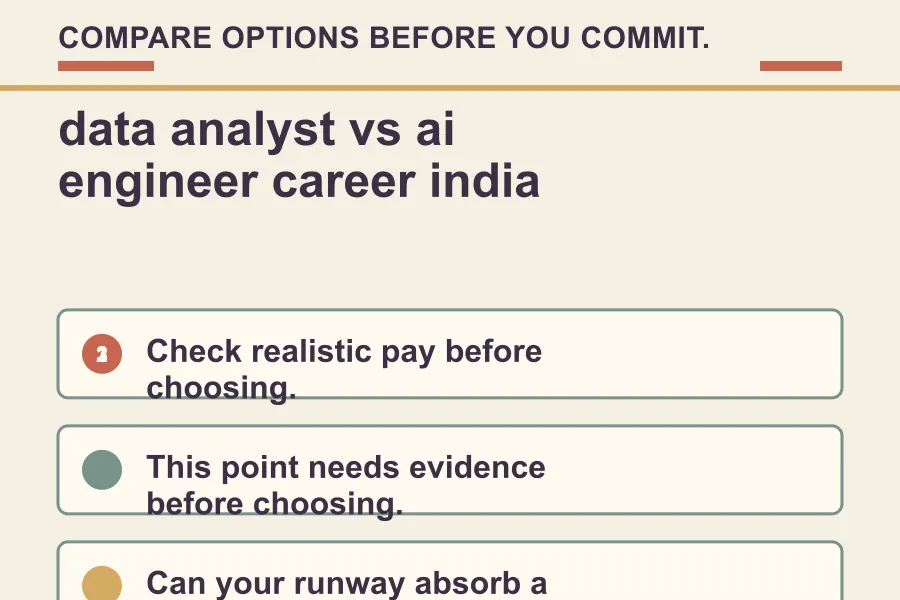 COMPARE OPTIONS BEFORE YOU COMMIT.
data analyst vs ai
engineer career india
Check realistic pay before
choosing.
This point needs evidence
before choosing.
Can your runway absorb a